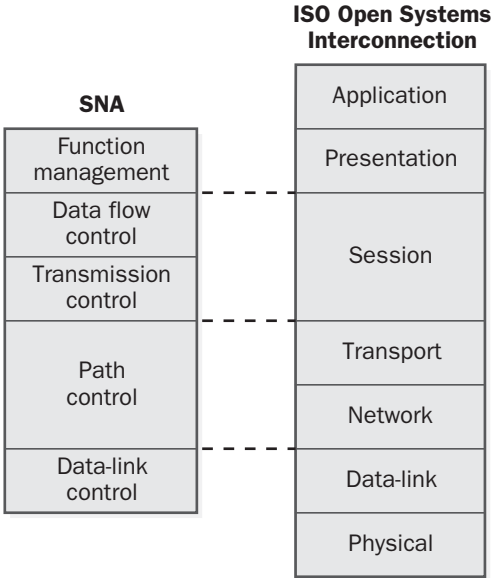 SNA
Function
management
Data flow
control
Transmission
control
Path
control
Data-link
control
ISO Open Systems
Interconnection
Application
Presentation
Session
Transport
Network
Data-link
Physical